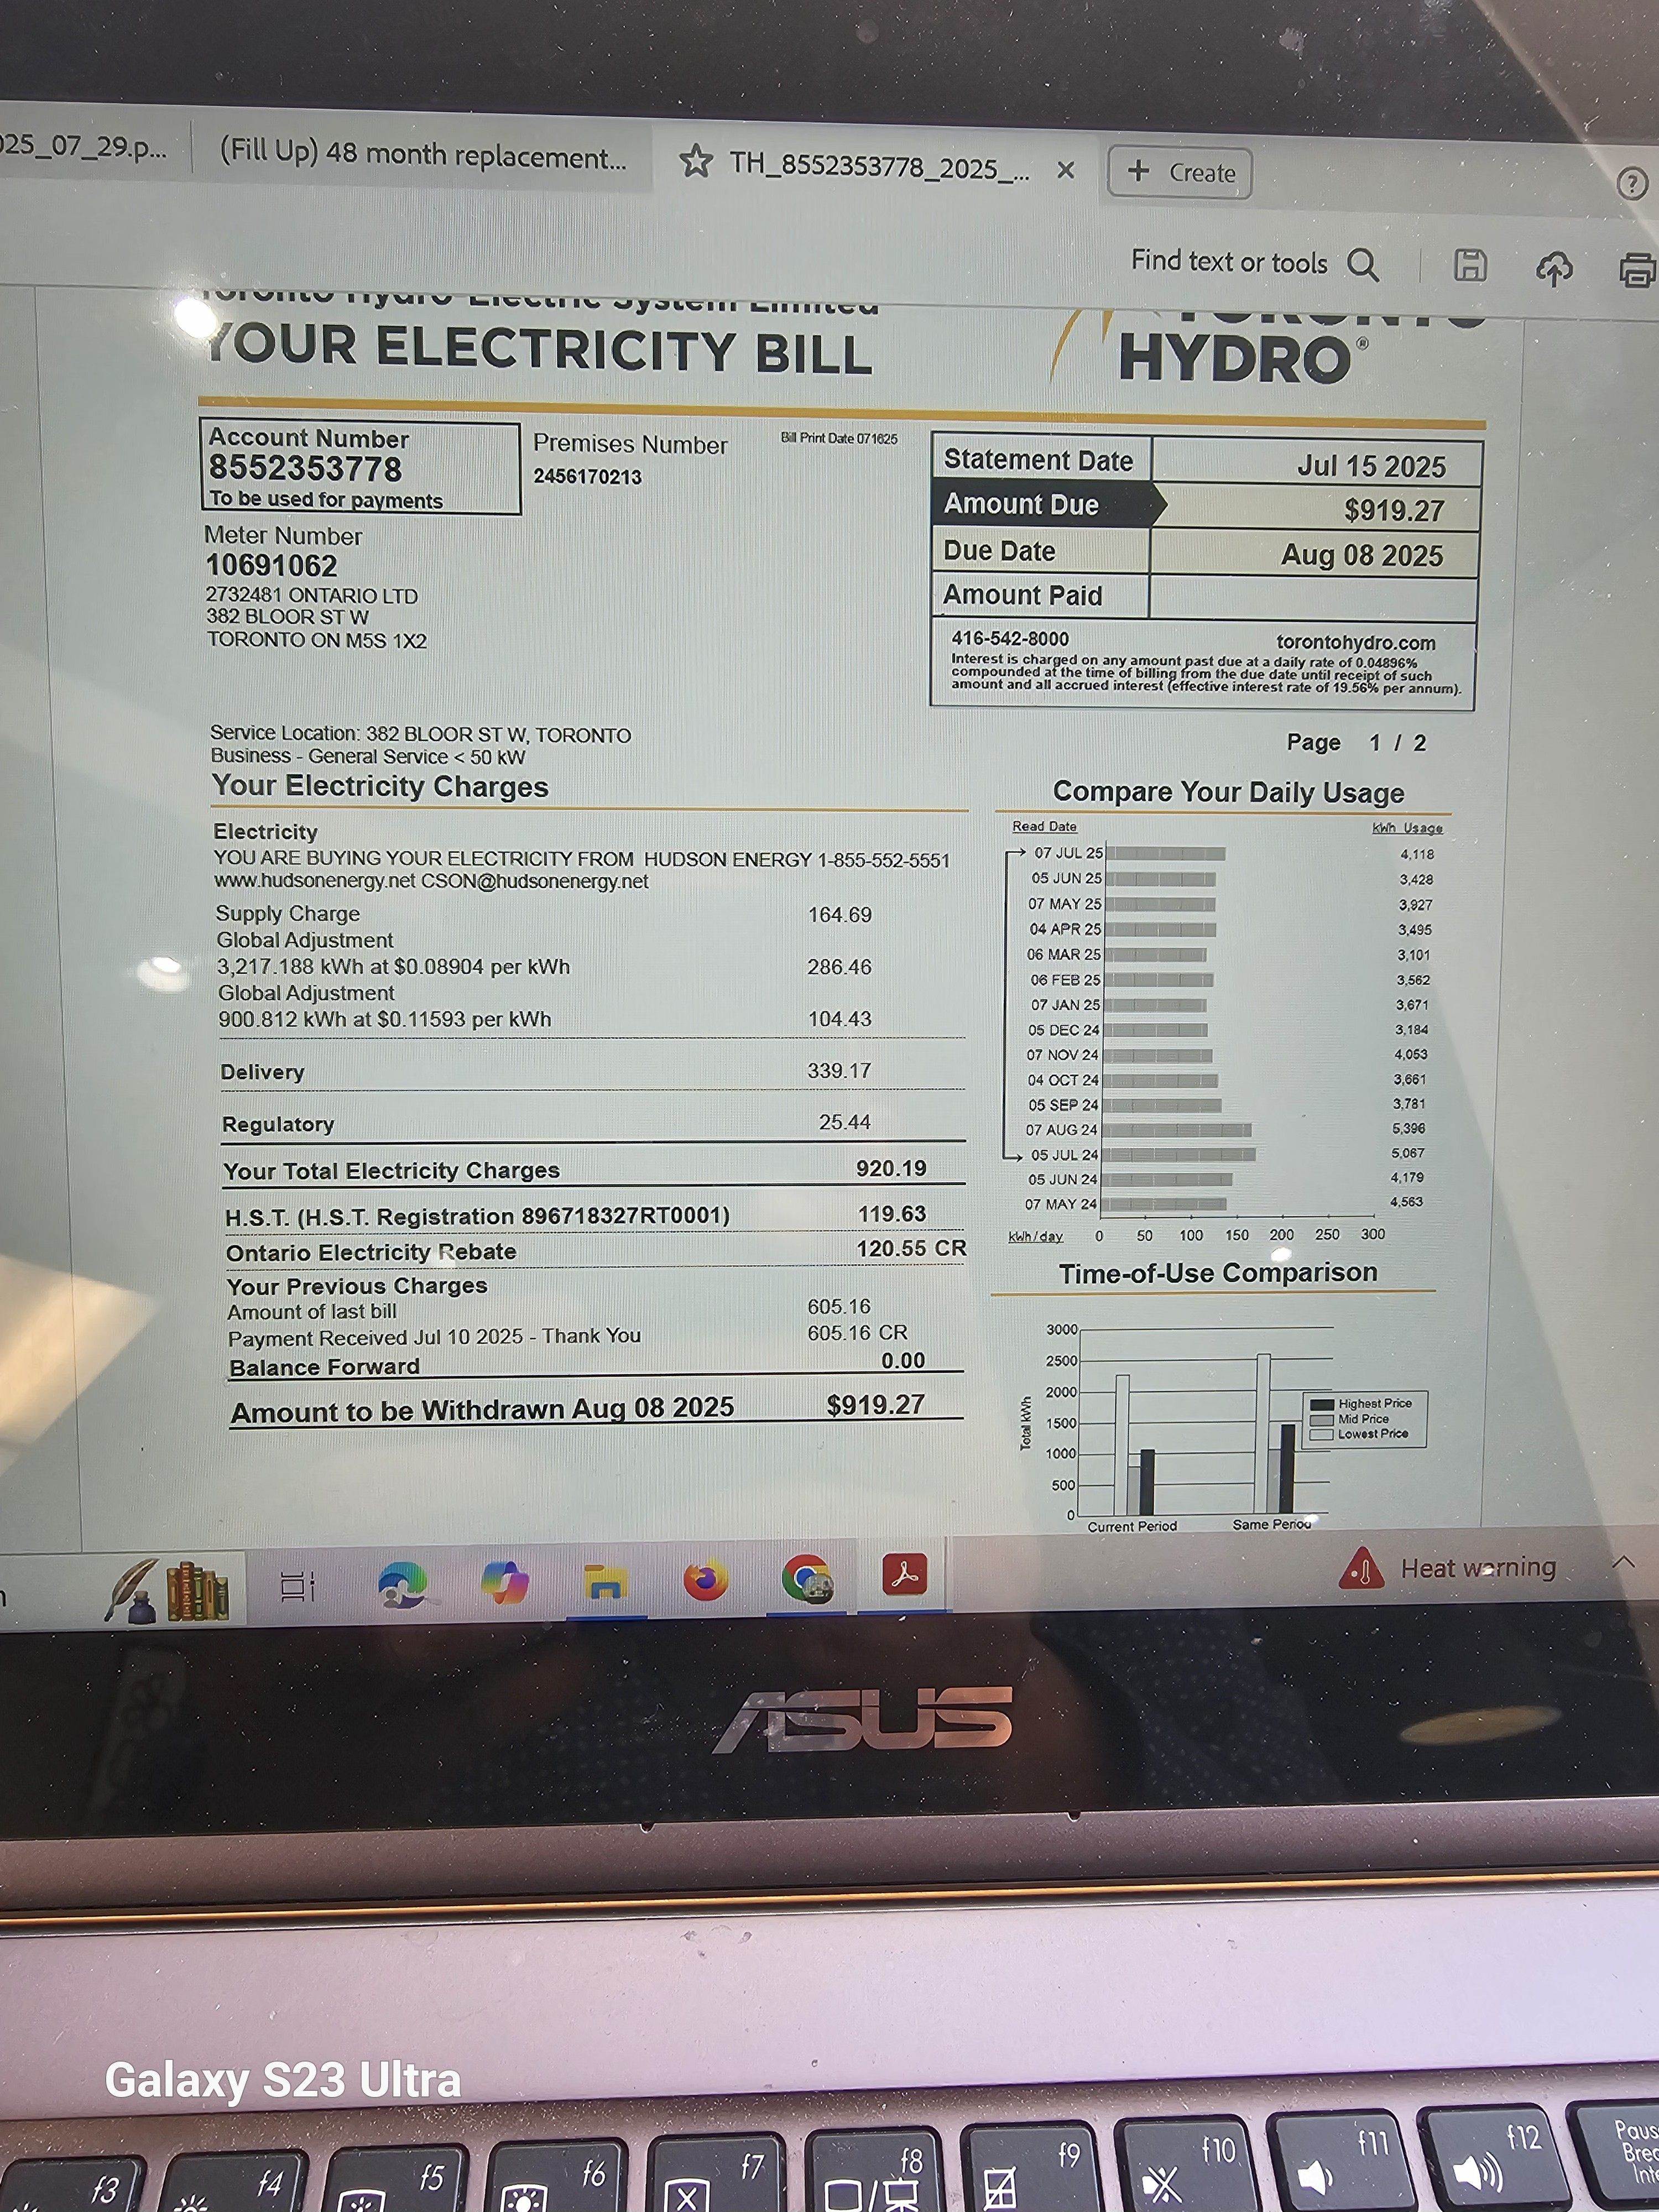 025_07_29.p...
(Fill Up) 48 month replacement...
TH_8552353778_2025_...
+ Create
Find text or tools
Toronto Hydro-Electric System Limited
YOUR ELECTRICITY BILL
TORONTO
HYDRO®
Account Number
8552353778
To be used for payments
Premises Number
2456170213
Bill Print Date 071625
Meter Number
10691062
2732481 ONTARIO LTD
382 BLOOR ST W
TORONTO ON M5S 1X2
Statement Date Jul 15 2025
Amount Due $919.27
Due Date Aug 08 2025
Amount Paid
416-542-8000 torontohydro.com
Interest is charged on any amount past due at a daily rate of 0.04896%
compounded at the time of billing from the due date until receipt of such
amount and all accrued interest (effective interest rate of 19.56% per annum).
Service Location: 382 BLOOR ST W, TORONTO
Business - General Service < 50 kW
Page 1 / 2
Your Electricity Charges
Electricity
YOU ARE BUYING YOUR ELECTRICITY FROM HUDSON ENERGY 1-855-552-5551
www.hudsonenergy.net CSON@hudsonenergy.net
Supply Charge 164.69
Global Adjustment
3,217.188 kWh at $0.08904 per kWh 286.46
Global Adjustment
900.812 kWh at $0.11593 per kWh 104.43
Delivery 339.17
Regulatory 25.44
Your Total Electricity Charges 920.19
H.S.T. (H.S.T. Registration 896718327RT0001) 119.63
Ontario Electricity Rebate 120.55 CR
Your Previous Charges
Amount of last bill 605.16
Payment Received Jul 10 2025 - Thank You 605.16 CR
Balance Forward 0.00
Amount to be Withdrawn Aug 08 2025 $919.27
Compare Your Daily Usage
Read Date kWh Usage
07 JUL 25 4,118
05 JUN 25 3,428
07 MAY 25 3,927
04 APR 25 3,495
06 MAR 25 3,101
06 FEB 25 3,562
07 JAN 25 3,671
05 DEC 24 3,184
07 NOV 24 4,053
04 OCT 24 3,661
05 SEP 24 3,781
07 AUG 24 5,396
05 JUL 24 5,067
05 JUN 24 4,179
07 MAY 24 4,563
kWh/day 0 50 100 150 200 250 300
Time-of-Use Comparison
3000
2500
2000
1500
1000
500
0
Total kWh
Highest Price
Mid Price
Lowest Price
Current Period Same Period
Heat warning
ASUS
Galaxy S23 Ultra
f3
f4
f5
f6
f7
f8
f9
f10
f11
f12
Paus
Brea